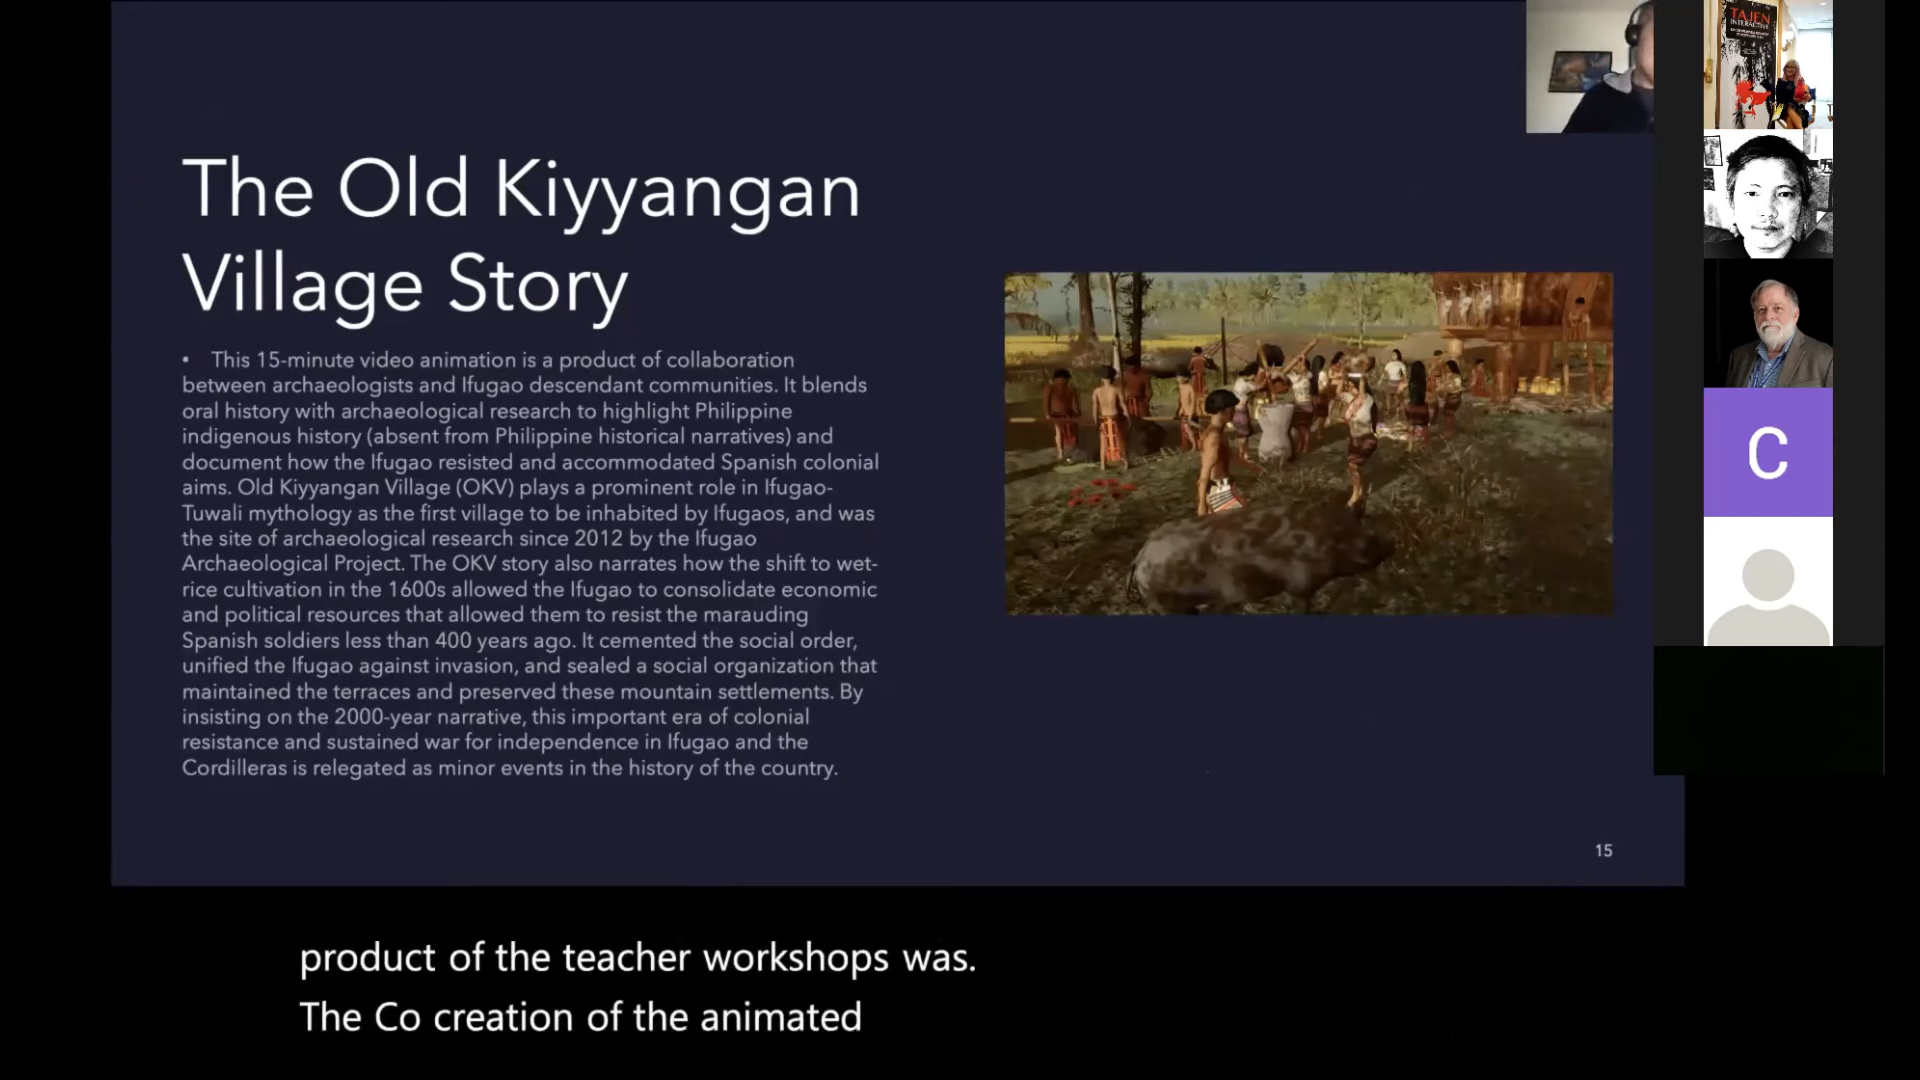 The Old Kiyyangan
Village Story
• This 15-minute video animation is a product of collaboration
between archaeologists and Ifugao descendant communities. It blends
oral history with archaeological research to highlight Philippine
indigenous history (absent from Philippine historical narratives) and
document how the Ifugao resisted and accommodated Spanish colonial
aims. Old Kiyyangan Village (OKV) plays a prominent role in Ifugao-
Tuwali mythology as the first village to be inhabited by Ifugaos, and was
the site of archaeological research since 2012 by the Ifugao
Archaeological Project. The OKV story also narrates how the shift to wet-
rice cultivation in the 1600s allowed the Ifugao to consolidate economic
and political resources that allowed them to resist the marauding
Spanish soldiers less than 400 years ago. It cemented the social order,
unified the Ifugao against invasion, and sealed a social organization that
maintained the terraces and preserved these mountain settlements. By
insisting on the 2000-year narrative, this important era of colonial
resistance and sustained war for independence in Ifugao and the
Cordilleras is relegated as minor events in the history of the country.
15
TAJEN
INTERACTIVE
C
product of the teacher workshops was.
The Co creation of the animated